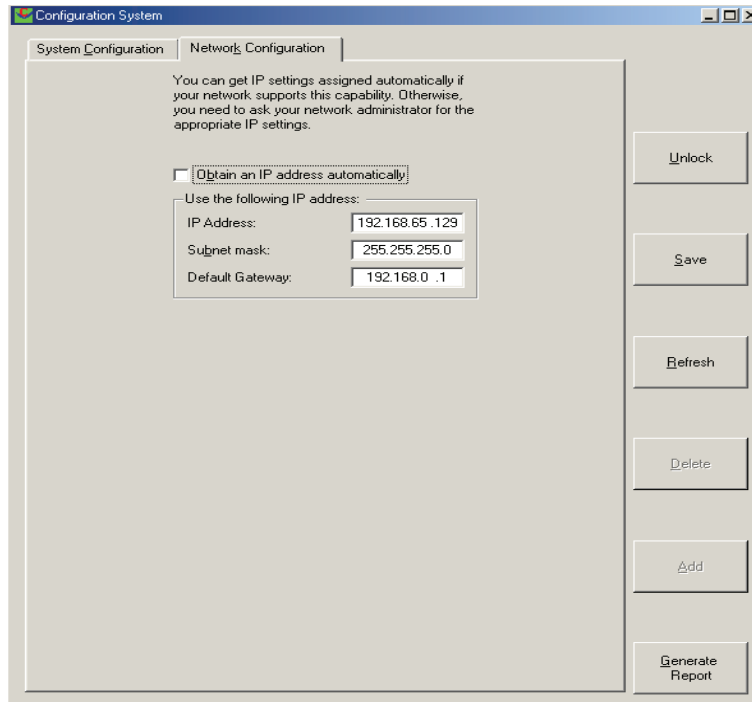 Configuration System
System Configuration
Network Configuration
You can get IP settings assigned automatically if
your network supports this capability. Otherwise,
you need to ask your network administrator for the
appropriate IP settings.
Obtain an IP address automatically
Use the following IP address:
IP Address: 192.168.65 .129
Subnet mask: 255.255.255.0
Default Gateway: 192.168.0 .1
Unlock
Save
Refresh
Delete
Add
Generate
Report